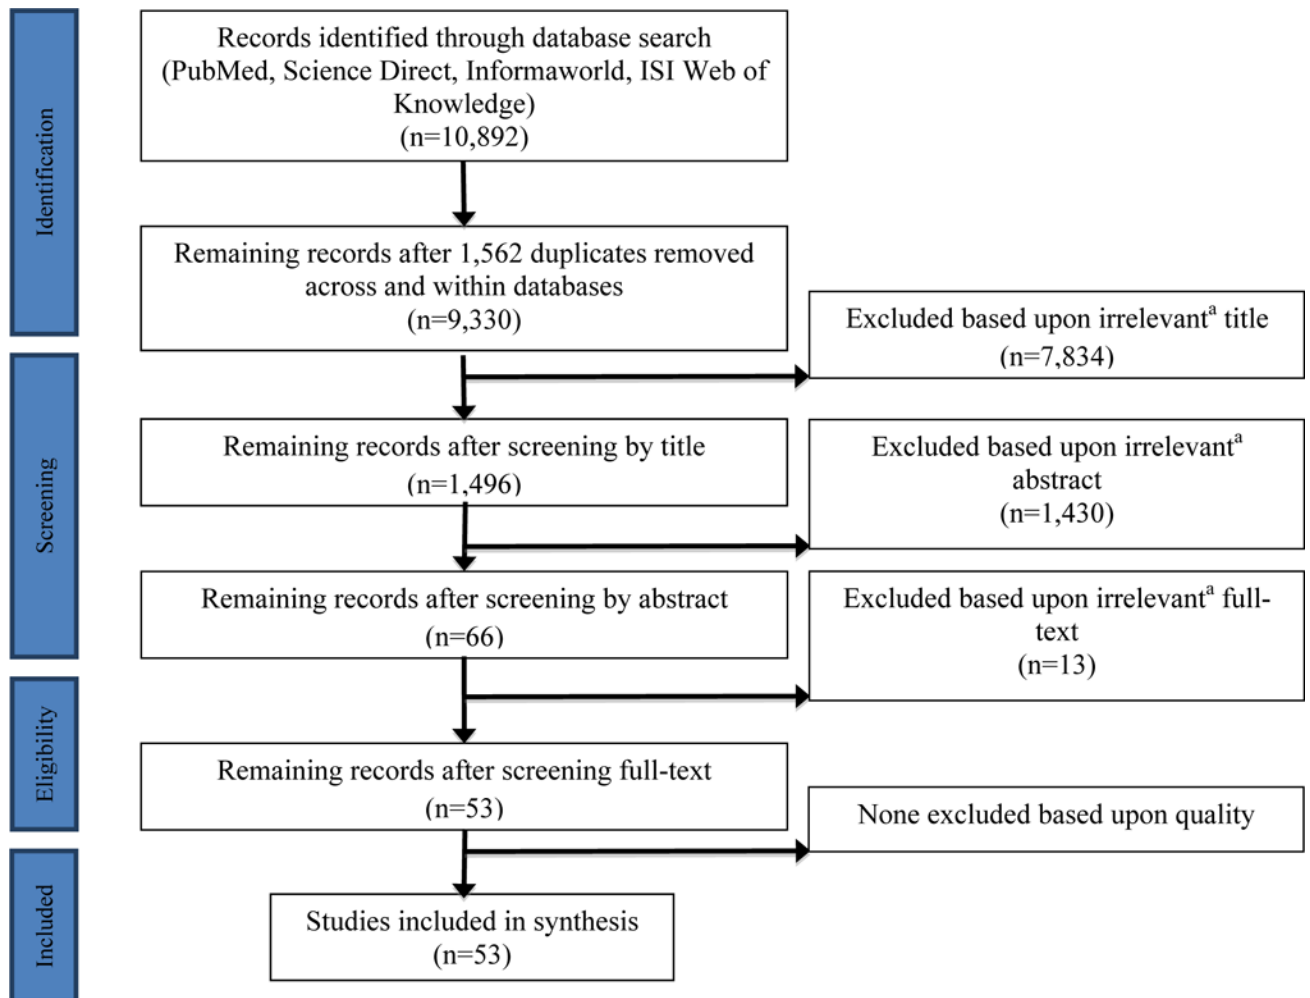 Identification
Records identified through database search
(PubMed, Science Direct, Informaworld, ISI Web of
Knowledge)
(n=10,892)
Remaining records after 1,562 duplicates removed
across and within databases
(n=9,330)
Excluded based upon irrelevantᵃ title
(n=7,834)
Screening
Remaining records after screening by title
(n=1,496)
Excluded based upon irrelevantᵃ
abstract
(n=1,430)
Remaining records after screening by abstract
(n=66)
Excluded based upon irrelevantᵃ full-
text
(n=13)
Eligibility
Remaining records after screening full-text
(n=53)
None excluded based upon quality
Included
Studies included in synthesis
(n=53)